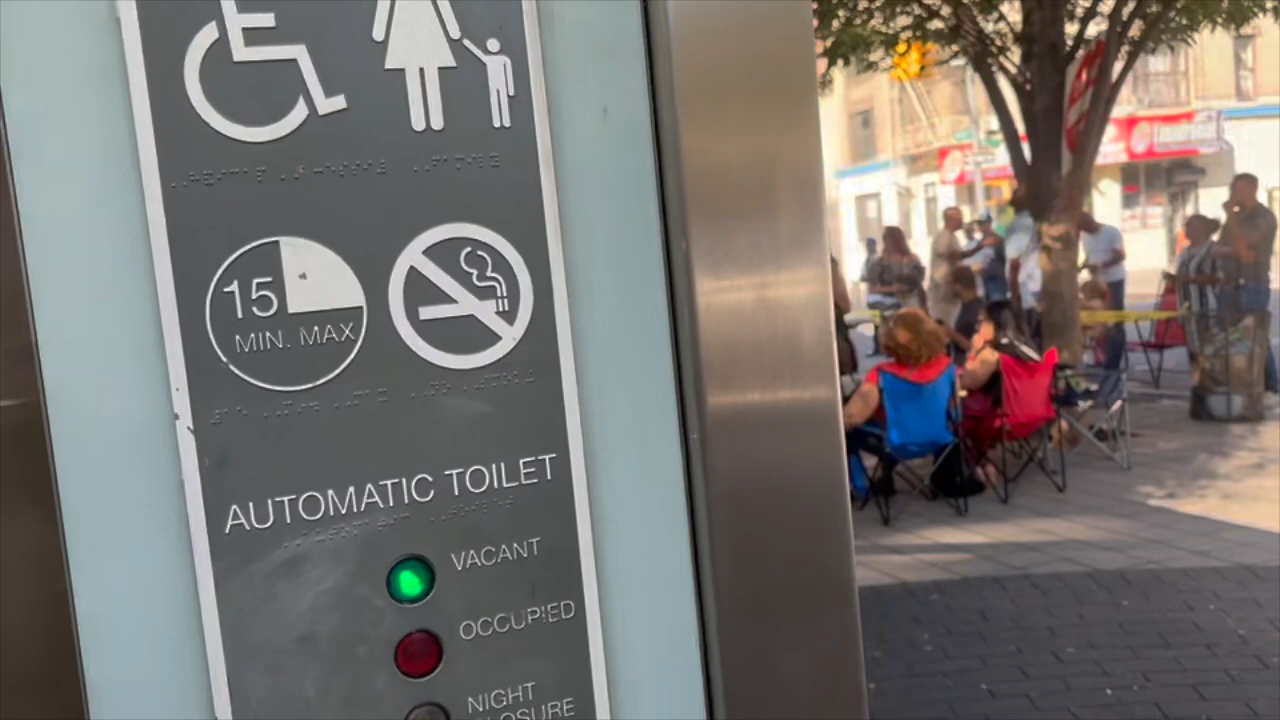 15
MIN. MAX
AUTOMATIC TOILET
VACANT
OCCUPIED
NIGHT